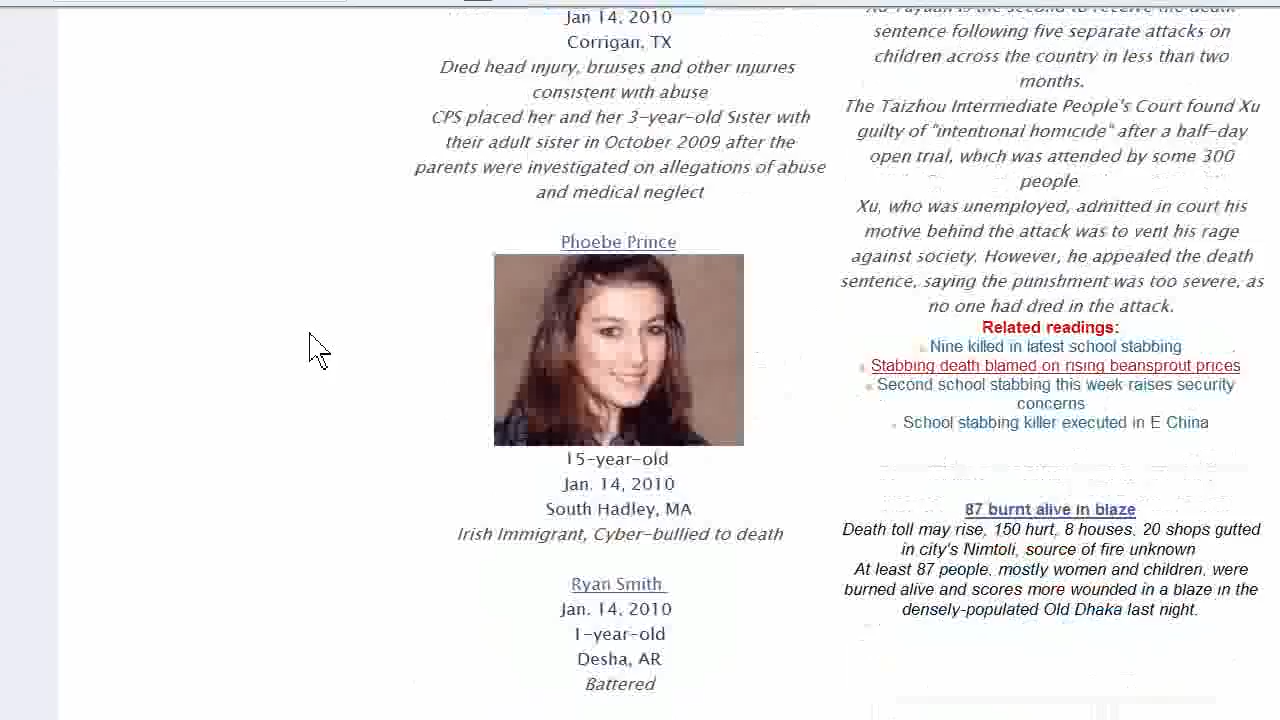 Jan 14, 2010
Corrigan, TX
Died head injury, bruises and other injuries
consistent with abuse
CPS placed her and her 3-year-old Sister with
their adult sister in October 2009 after the
parents were investigated on allegations of abuse
and medical neglect
Phoebe Prince
15-year-old
Jan. 14, 2010
South Hadley, MA
Irish Immigrant, Cyber-bullied to death
Ryan Smith
Jan. 14, 2010
1-year-old
Desha, AR
Battered
Xu Yuyuan is the second to receive the death
sentence following five separate attacks on
children across the country in less than two
months.
The Taizhou Intermediate People's Court found Xu
guilty of "intentional homicide" after a half-day
open trial, which was attended by some 300
people.
Xu, who was unemployed, admitted in court his
motive behind the attack was to vent his rage
against society. However, he appealed the death
sentence, saying the punishment was too severe, as
no one had died in the attack.
Related readings:
Nine killed in latest school stabbing
Stabbing death blamed on rising beansprout prices
Second school stabbing this week raises security
concerns
School stabbing killer executed in E China
87 burnt alive in blaze
Death toll may rise, 150 hurt, 8 houses, 20 shops gutted
in city's Nimtoli, source of fire unknown
At least 87 people, mostly women and children, were
burned alive and scores more wounded in a blaze in the
densely-populated Old Dhaka last night.